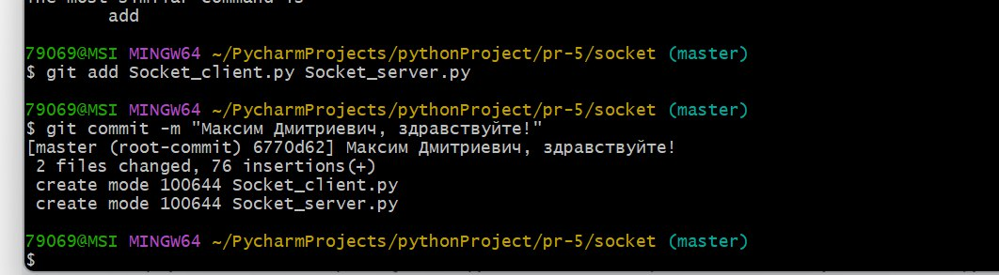 The most similar command is
add
79069@MSI MINGW64 ~/PycharmProjects/pythonProject/pr-5/socket (master)
$ git add Socket_client.py Socket_server.py
79069@MSI MINGW64 ~/PycharmProjects/pythonProject/pr-5/socket (master)
$ git commit -m "Максим Дмитриевич, здравствуйте!"
[master (root-commit) 6770d62] Максим Дмитриевич, здравствуйте!
2 files changed, 76 insertions(+)
create mode 100644 Socket_client.py
create mode 100644 Socket_server.py
79069@MSI MINGW64 ~/PycharmProjects/pythonProject/pr-5/socket (master)
$